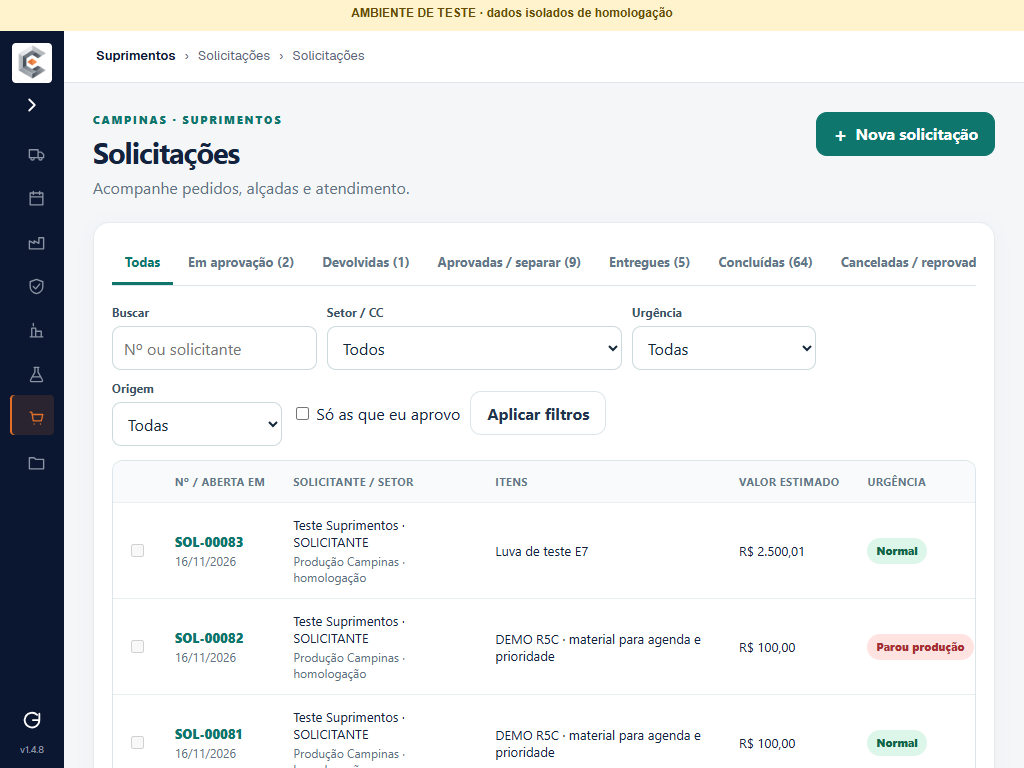 AMBIENTE DE TESTE · dados isolados de homologação
Suprimentos › Solicitações › Solicitações
CAMPINAS · SUPRIMENTOS
Solicitações
Acompanhe pedidos, alçadas e atendimento.
+ Nova solicitação
Todas Em aprovação (2) Devolvidas (1) Aprovadas / separar (9) Entregues (5) Concluídas (64) Canceladas / reprovad
Buscar Setor / CC Urgência
Nº ou solicitante Todos Todas
Origem
Todas Só as que eu aprovo Aplicar filtros
Nº / ABERTA EM SOLICITANTE / SETOR ITENS VALOR ESTIMADO URGÊNCIA
SOL-00083
16/11/2026
Teste Suprimentos ·
SOLICITANTE
Produção Campinas ·
homologação
Luva de teste E7
R$ 2.500,01
Normal
SOL-00082
16/11/2026
Teste Suprimentos ·
SOLICITANTE
Produção Campinas ·
homologação
DEMO R5C · material para agenda e
prioridade
R$ 100,00
Parou produção
SOL-00081
16/11/2026
Teste Suprimentos ·
SOLICITANTE
Produção Campinas ·
DEMO R5C · material para agenda e
prioridade
R$ 100,00
Normal
v1.4.8